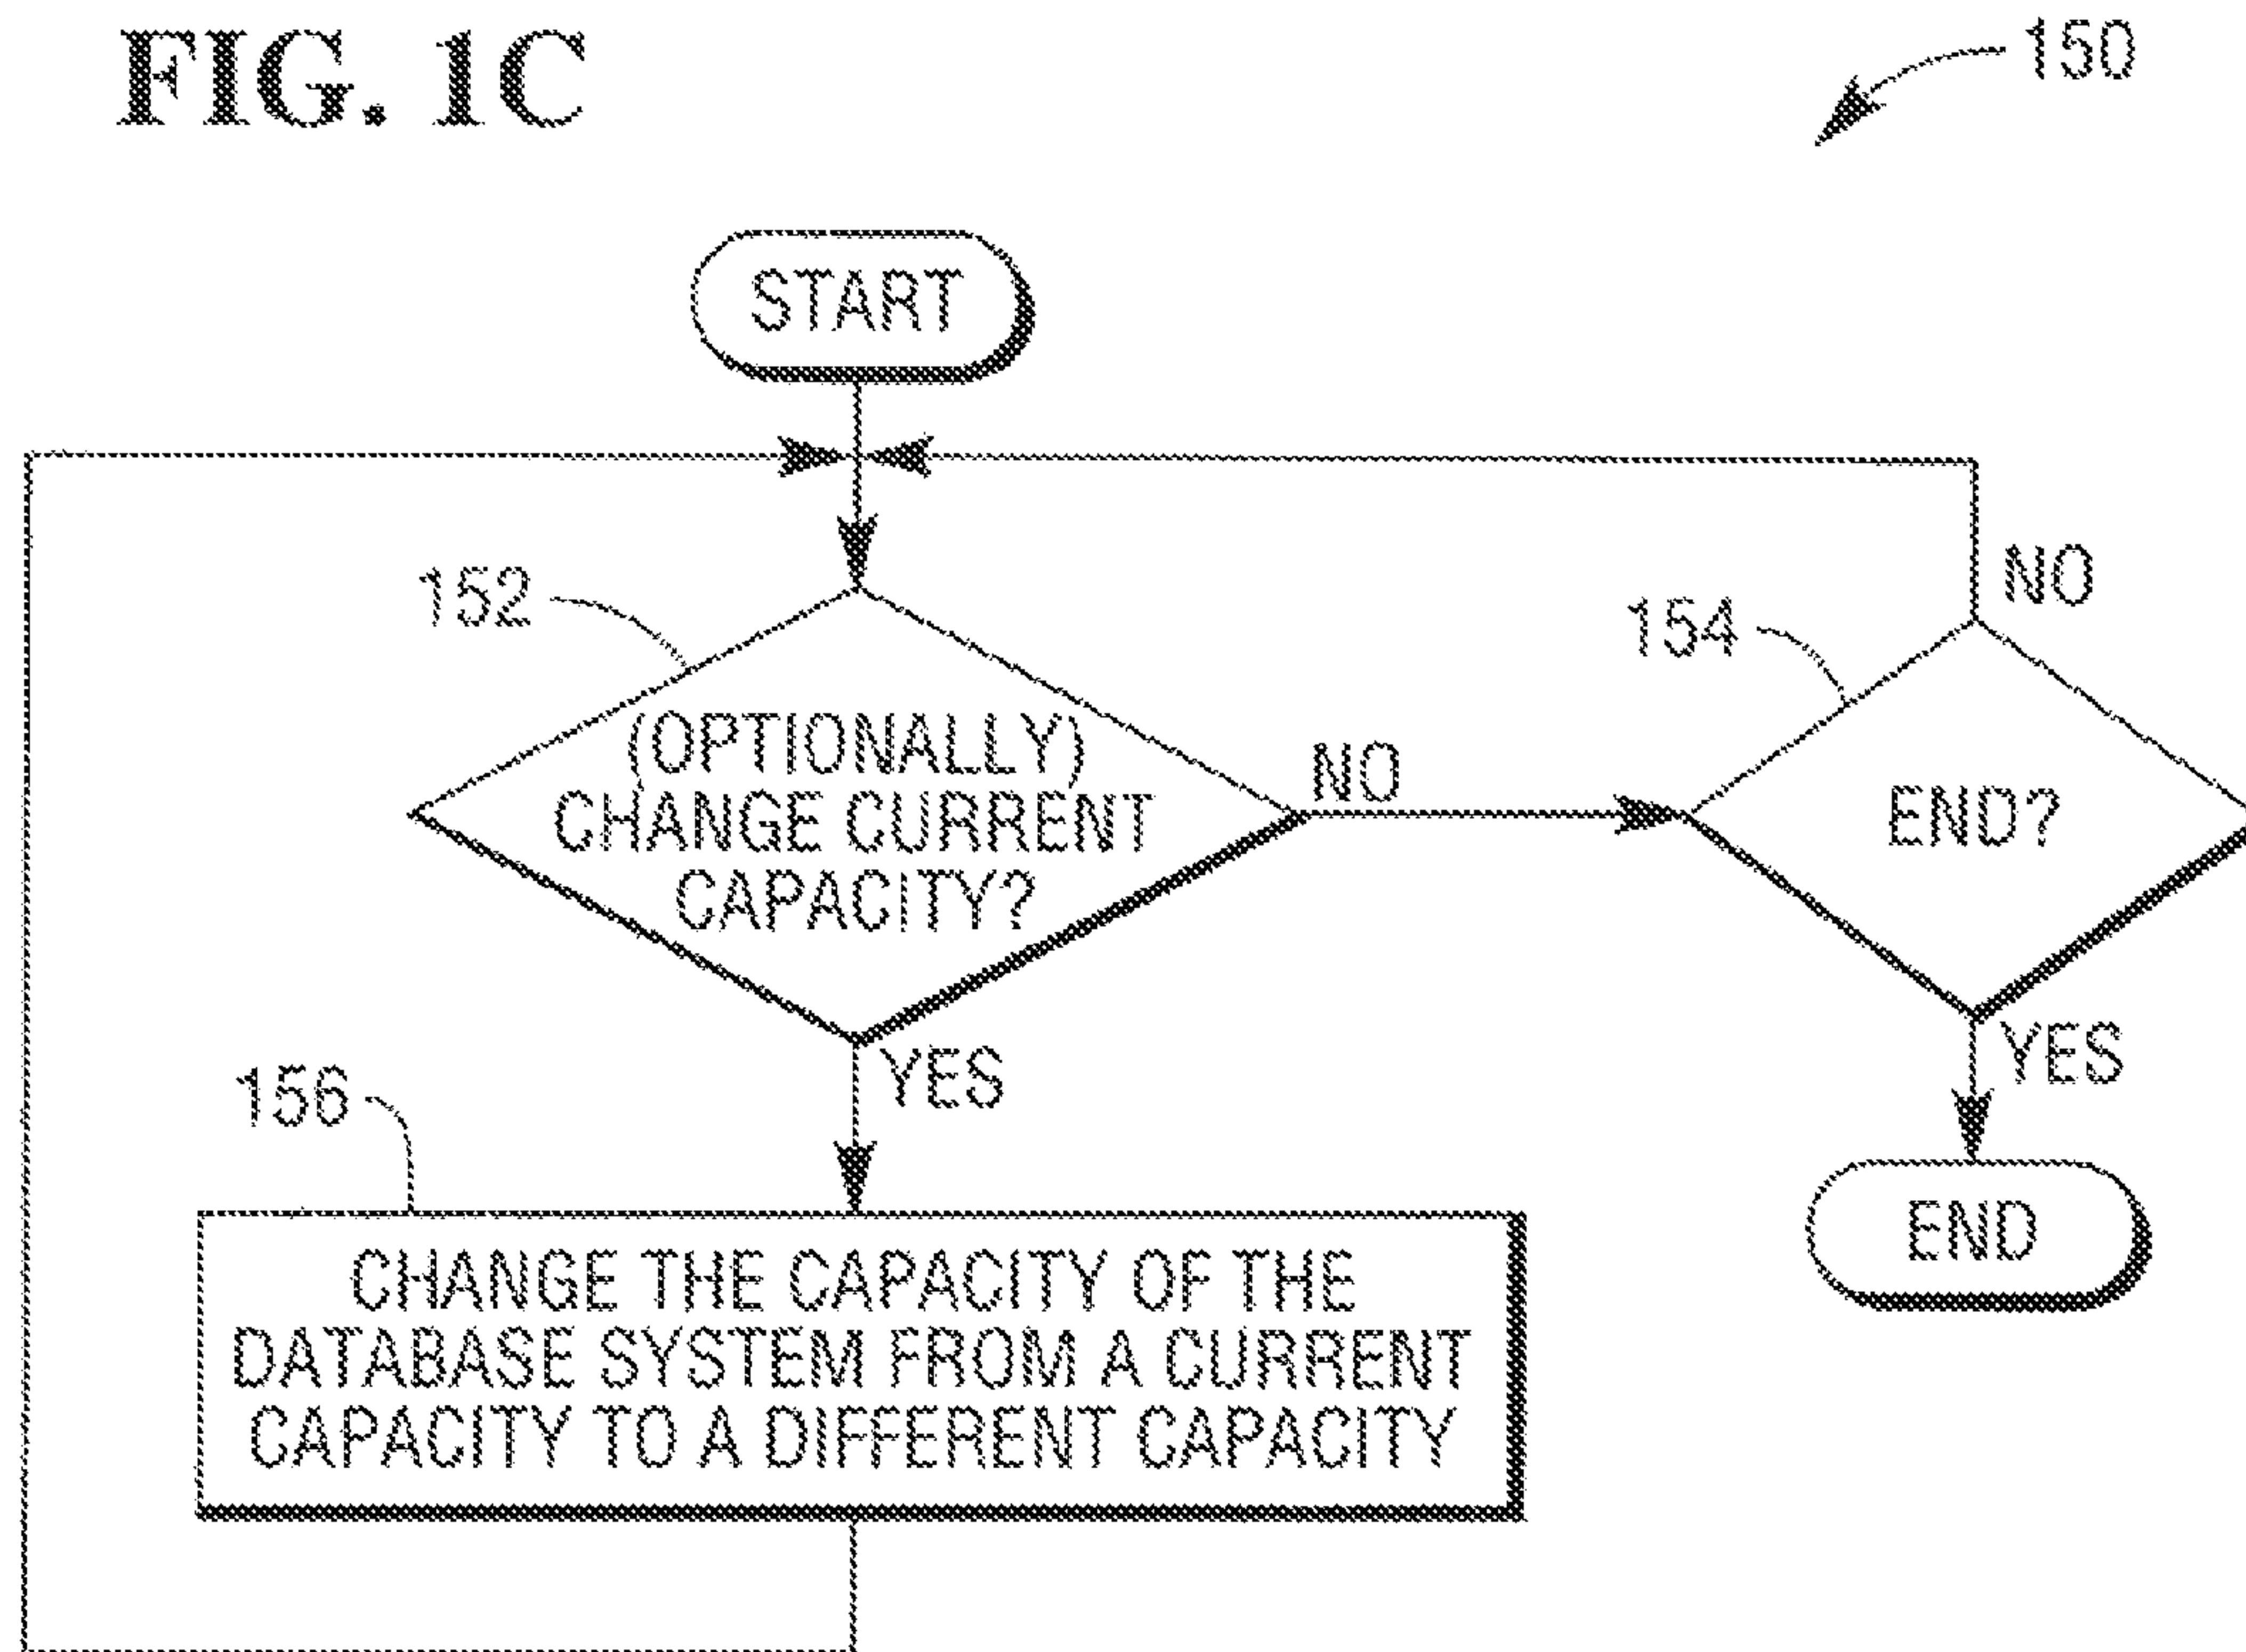 FIG. 1C
150
START
152
(OPTIONALLY)
CHANGE CURRENT
CAPACITY?
NO
154
END?
NO
YES
156
YES
CHANGE THE CAPACITY OF THE
DATABASE SYSTEM FROM A CURRENT
CAPACITY TO A DIFFERENT CAPACITY
END